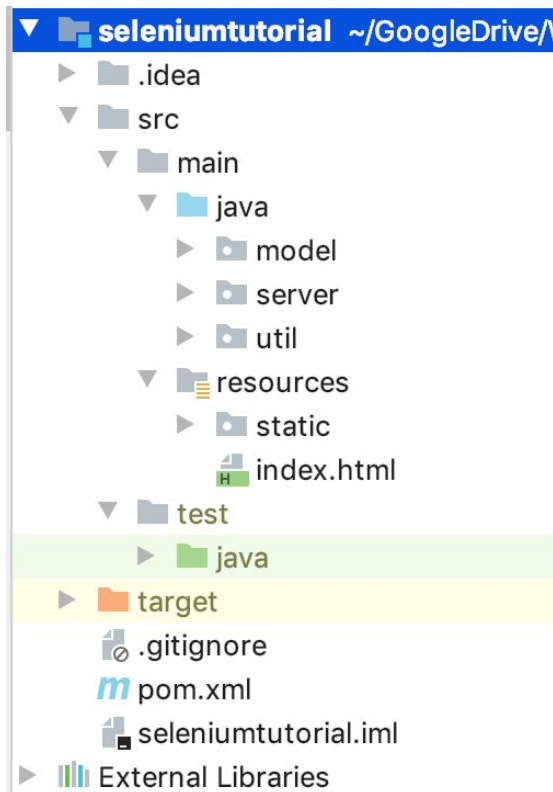 seleniumtutorial ~/GoogleDrive/
.idea
src
main
java
model
server
util
resources
static
index.html
test
java
target
.gitignore
pom.xml
seleniumtutorial.iml
External Libraries